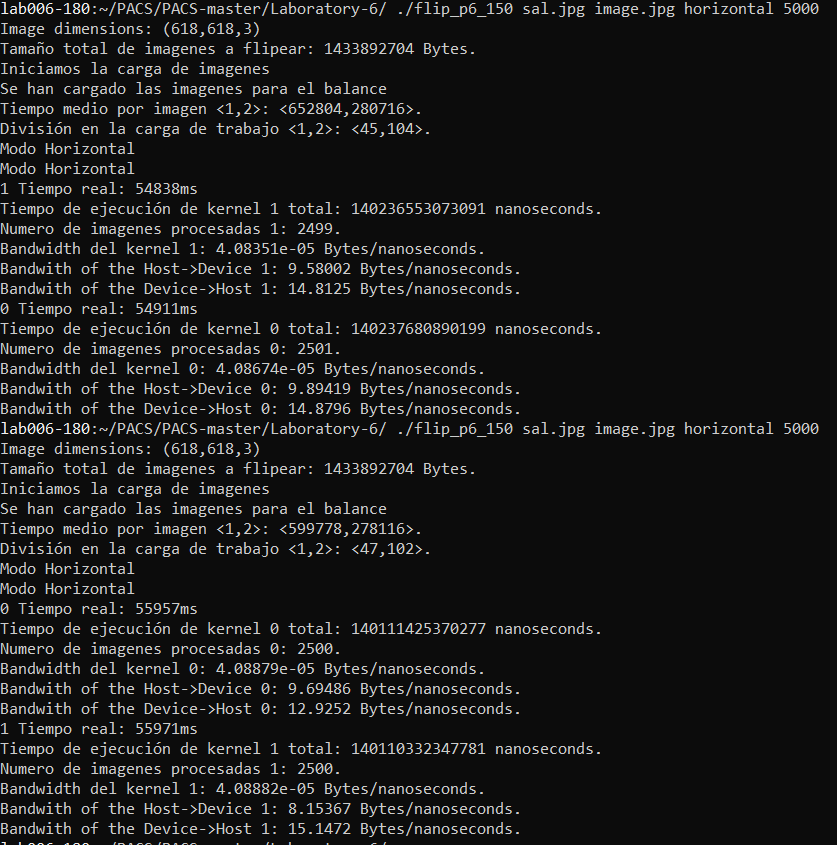 lab006-180:~/PACS/PACS-master/Laboratory-6/ ./flip_p6_150 sal.jpg image.jpg horizontal 5000
Image dimensions: (618,618,3)
Tamaño total de imagenes a flipear: 1433892704 Bytes.
Iniciamos la carga de imagenes
Se han cargado las imagenes para el balance
Tiempo medio por imagen <1,2>: <652804,280716>.
División en la carga de trabajo <1,2>: <45,104>.
Modo Horizontal
Modo Horizontal
1 Tiempo real: 54838ms
Tiempo de ejecución de kernel 1 total: 140236553073091 nanoseconds.
Numero de imagenes procesadas 1: 2499.
Bandwidth del kernel 1: 4.08351e-05 Bytes/nanoseconds.
Bandwith of the Host->Device 1: 9.58002 Bytes/nanoseconds.
Bandwith of the Device->Host 1: 14.8125 Bytes/nanoseconds.
0 Tiempo real: 54911ms
Tiempo de ejecución de kernel 0 total: 140237680890199 nanoseconds.
Numero de imagenes procesadas 0: 2501.
Bandwidth del kernel 0: 4.08674e-05 Bytes/nanoseconds.
Bandwith of the Host->Device 0: 9.89419 Bytes/nanoseconds.
Bandwith of the Device->Host 0: 14.8796 Bytes/nanoseconds.
lab006-180:~/PACS/PACS-master/Laboratory-6/ ./flip_p6_150 sal.jpg image.jpg horizontal 5000
Image dimensions: (618,618,3)
Tamaño total de imagenes a flipear: 1433892704 Bytes.
Iniciamos la carga de imagenes
Se han cargado las imagenes para el balance
Tiempo medio por imagen <1,2>: <599778,278116>.
División en la carga de trabajo <1,2>: <47,102>.
Modo Horizontal
Modo Horizontal
0 Tiempo real: 55957ms
Tiempo de ejecución de kernel 0 total: 140111425370277 nanoseconds.
Numero de imagenes procesadas 0: 2500.
Bandwidth del kernel 0: 4.08879e-05 Bytes/nanoseconds.
Bandwith of the Host->Device 0: 9.69486 Bytes/nanoseconds.
Bandwith of the Device->Host 0: 12.9252 Bytes/nanoseconds.
1 Tiempo real: 55971ms
Tiempo de ejecución de kernel 1 total: 140110332347781 nanoseconds.
Numero de imagenes procesadas 1: 2500.
Bandwidth del kernel 1: 4.08882e-05 Bytes/nanoseconds.
Bandwith of the Host->Device 1: 8.15367 Bytes/nanoseconds.
Bandwith of the Device->Host 1: 15.1472 Bytes/nanoseconds.